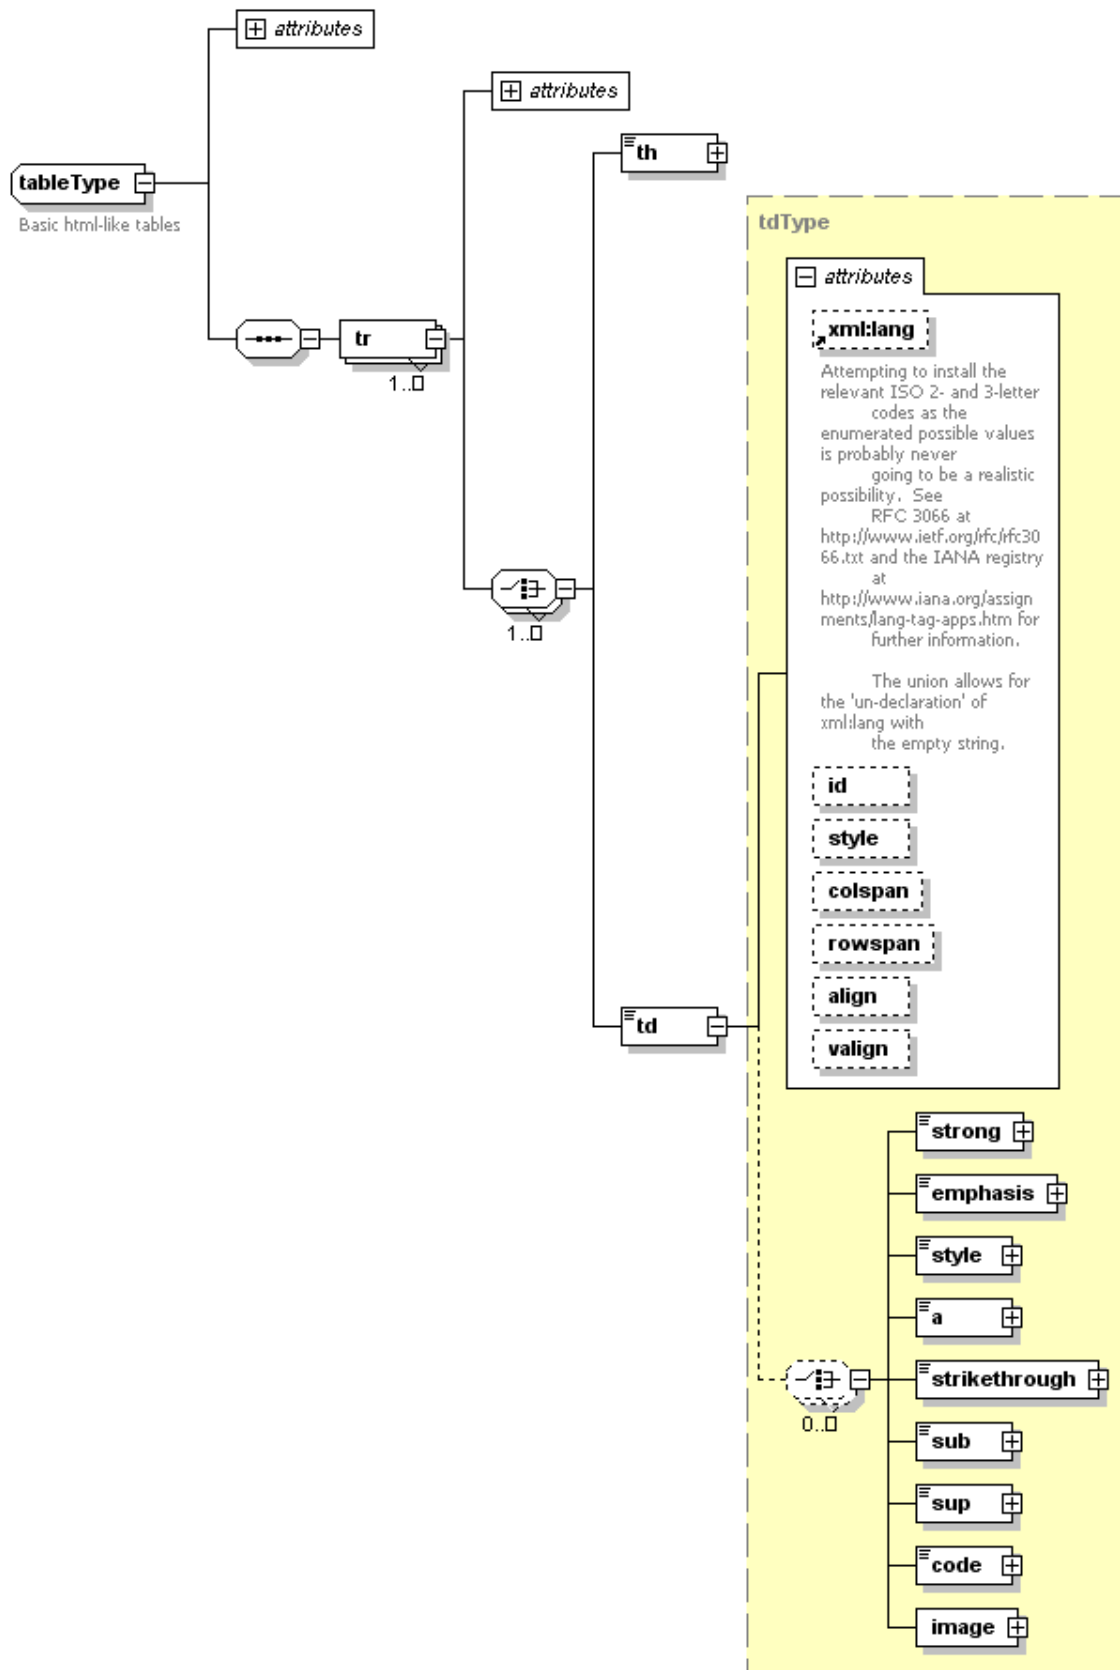 attributes
attributes
th
tableType
Basic html-like tables
tdType
attributes
xml:lang
tr
1..▯
Attempting to install the
relevant ISO 2- and 3-letter
codes as the
enumerated possible values
is probably never
going to be a realistic
possibility. See
RFC 3066 at
http://www.ietf.org/rfc/rfc30
66.txt and the IANA registry
at
http://www.iana.org/assign
ments/lang-tag-apps.htm for
further information.
1..▯
The union allows for
the 'un-declaration' of
xml:lang with
the empty string.
id
style
colspan
rowspan
align
td
valign
strong
emphasis
style
a
strikethrough
0..▯
sub
sup
code
image